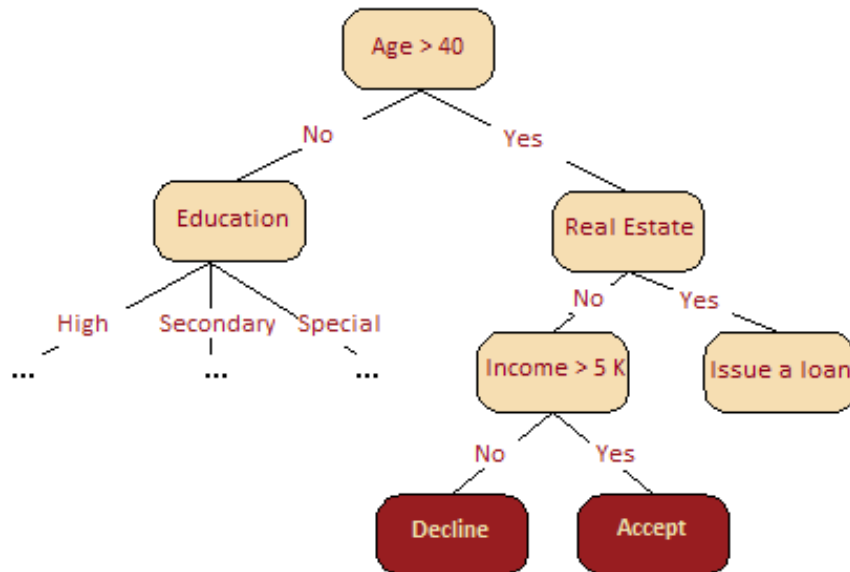 Age > 40
No
Yes
Education
Real Estate
High
Secondary
Special
No
Yes
...
...
...
Income > 5 K
Issue a loan
No
Yes
Decline
Accept